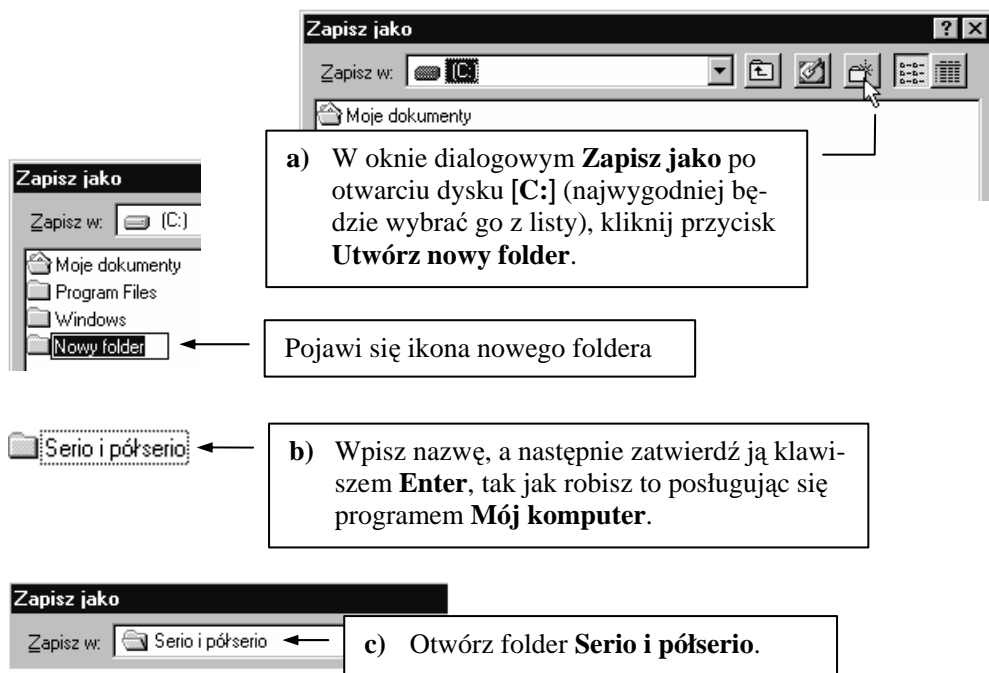 Zapisz jako
Zapisz w: (C:)
Moje dokumenty
a) W oknie dialogowym Zapisz jako po
otwarciu dysku [C:] (najwygodniej bę-
dzie wybrać go z listy), kliknij przycisk
Utwórz nowy folder.
Zapisz jako
Zapisz w: (C:)
Moje dokumenty
Program Files
Windows
Nowy folder
Pojawi się ikona nowego foldera
Serio i półserio
b) Wpisz nazwę, a następnie zatwierdź ją klawi-
szem Enter, tak jak robisz to posługując się
programem Mój komputer.
Zapisz jako
Zapisz w: Serio i półserio
c) Otwórz folder Serio i półserio.